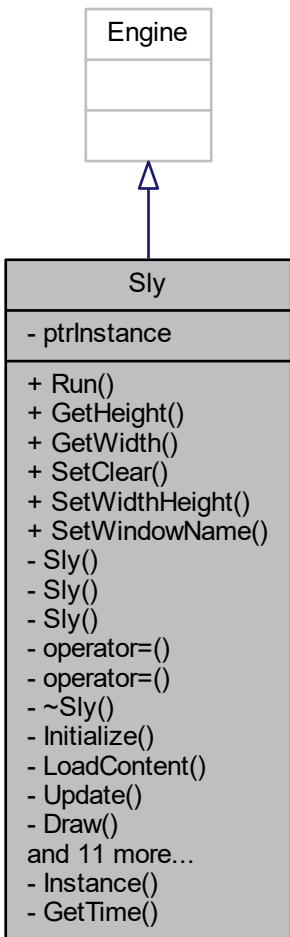 Engine
Sly
- ptrInstance
+ Run()
+ GetHeight()
+ GetWidth()
+ SetClear()
+ SetWidthHeight()
+ SetWindowName()
- Sly()
- Sly()
- Sly()
- operator=()
- operator=()
- ~Sly()
- Initialize()
- LoadContent()
- Update()
- Draw()
and 11 more...
- Instance()
- GetTime()